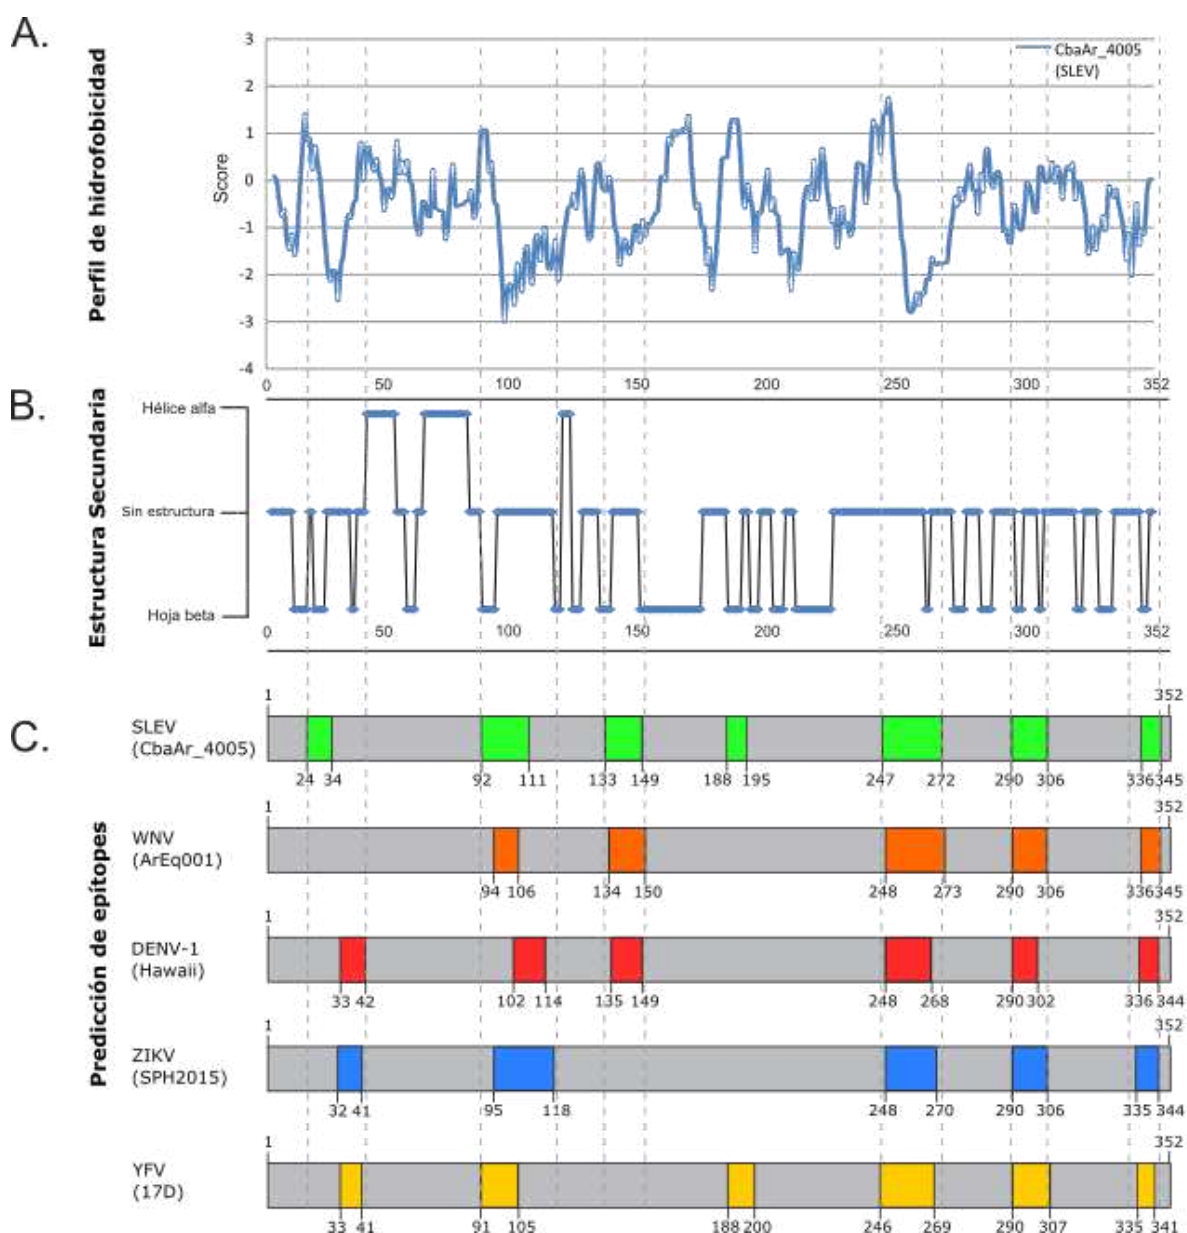 A.
Perfil de hidrofobicidad
Score
3
2
1
0
-1
-2
-3
-4
CbaAr_4005
(SLEV)
0 50 100 150 200 250 300 352
B.
Estructura Secundaria
Hélice alfa
Sin estructura
Hoja beta
0 50 100 150 200 250 300 352
C.
Predicción de epítopes
1 352
SLEV
(CbaAr_4005)
24 34 92 111 133 149 188 195 247 272 290 306 336 345
1 352
WNV
(ArEq001)
94 106 134 150 248 273 290 306 336 345
1 352
DENV-1
(Hawaii)
33 42 102 114 135 149 248 268 290 302 336 344
1 352
ZIKV
(SPH2015)
32 41 95 118 248 270 290 306 335 344
1 352
YFV
(17D)
33 41 91 105 188 200 246 269 290 307 335 341